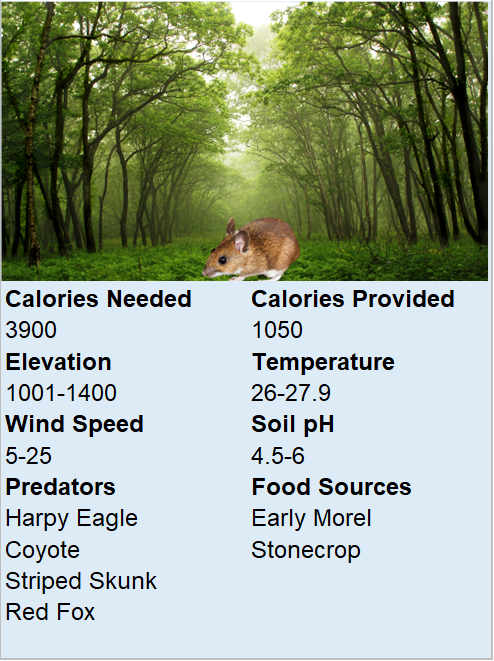 Calories Needed
3900
Elevation
1001-1400
Wind Speed
5-25
Predators
Harpy Eagle
Coyote
Striped Skunk
Red Fox
Calories Provided
1050
Temperature
26-27.9
Soil pH
4.5-6
Food Sources
Early Morel
Stonecrop